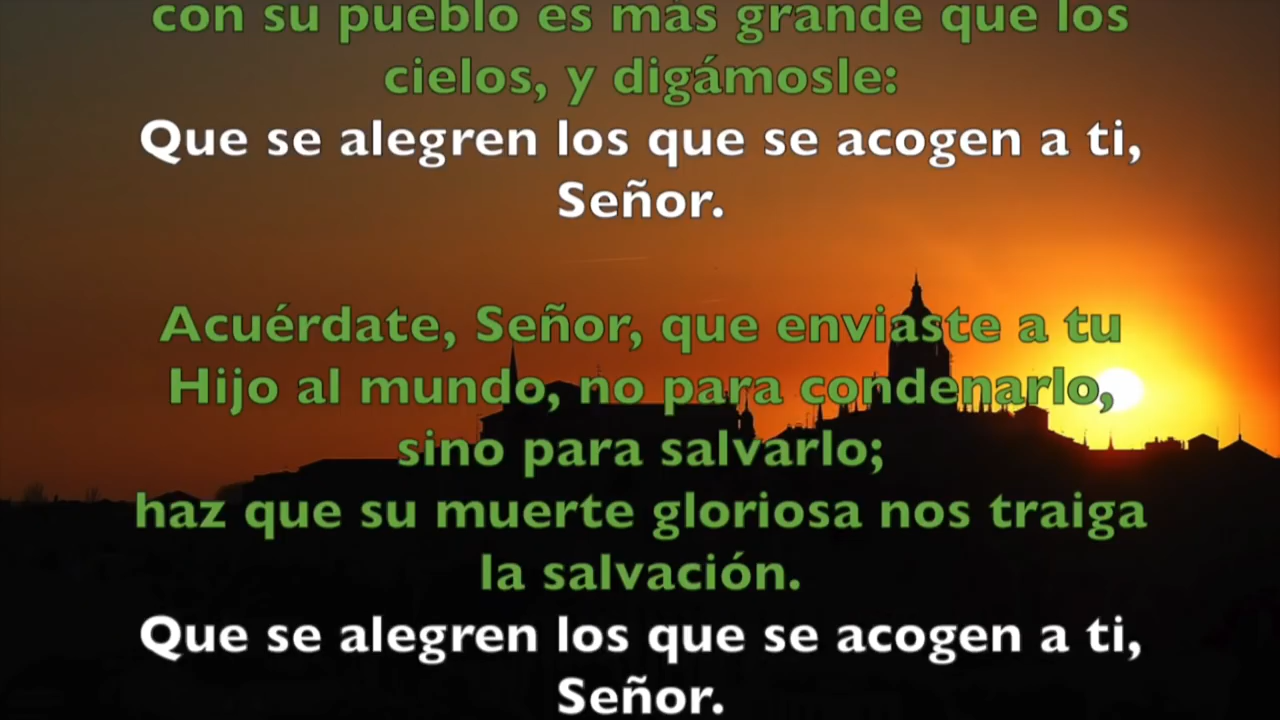 con su pueblo es más grande que los
cielos, y digámosle:
Que se alegren los que se acogen a ti,
Señor.
Acuérdate, Señor, que enviaste a tu
Hijo al mundo, no para condenarlo,
sino para salvarlo;
haz que su muerte gloriosa nos traiga
la salvación.
Que se alegren los que se acogen a ti,
Señor.